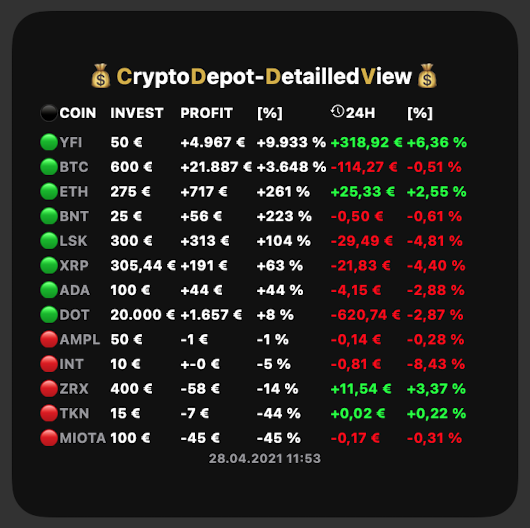 CryptoDepot-DetailledView
COIN INVEST PROFIT [%] 24H [%]
YFI 50 € +4.967 € +9.933 % +318,92 € +6,36 %
BTC 600 € +21.887 € +3.648 % -114,27 € -0,51 %
ETH 275 € +717 € +261 % +25,33 € +2,55 %
BNT 25 € +56 € +223 % -0,50 € -0,61 %
LSK 300 € +313 € +104 % -29,49 € -4,81 %
XRP 305,44 € +191 € +63 % -21,83 € -4,40 %
ADA 100 € +44 € +44 % -4,15 € -2,88 %
DOT 20.000 € +1.657 € +8 % -620,74 € -2,87 %
AMPL 50 € -1 € -1 % -0,14 € -0,28 %
INT 10 € +-0 € -5 % -0,81 € -8,43 %
ZRX 400 € -58 € -14 % +11,54 € +3,37 %
TKN 15 € -7 € -44 % +0,02 € +0,22 %
MIOTA 100 € -45 € -45 % -0,17 € -0,31 %
28.04.2021 11:53